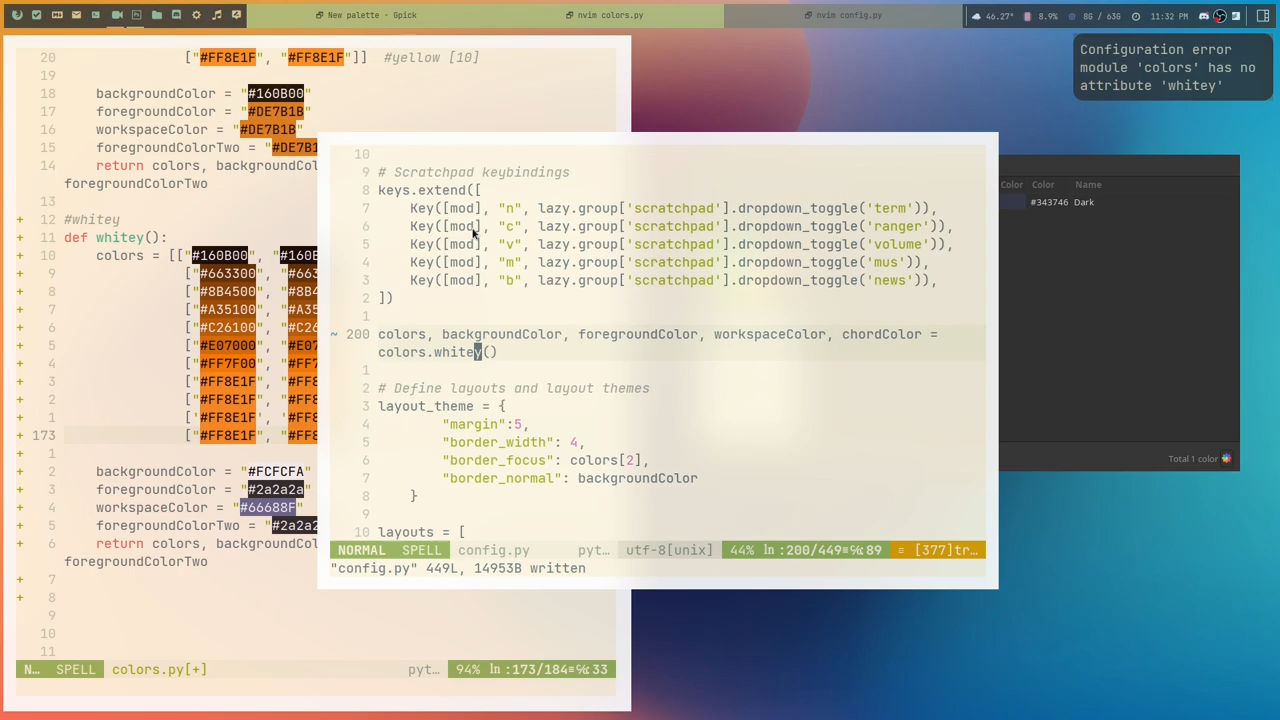 New palette - Gpick
nvim colors.py
nvim config.py
46.27°
8.9%
8G / 63G
11:32 PM
Configuration error
module 'colors' has no
attribute 'whitey'
20 ["#FF8E1F", "#FF8E1F"]] #yellow [10]
19
18 backgroundColor = "#160B00"
17 foregroundColor = "#DE7B1B"
16 workspaceColor = "#DE7B1B"
15 foregroundColorTwo = "#DE7B1
14 return colors, backgroundCol
foregroundColorTwo
13
+ 12 #whitey
+ 11 def whitey():
+ 10 colors = [["#160B00", "#160B
+ 9 ["#663300", "#663
+ 8 ["#8B4500", "#8B4
+ 7 ["#A35100", "#A35
+ 6 ["#C26100", "#C26
+ 5 ["#E07000", "#E07
+ 4 ["#FF7F00", "#FF7
+ 3 ["#FF8E1F", "#FF8
+ 2 ["#FF8E1F", "#FF8
+ 1 ['#FF8E1F', '#FF8
+ 173 ["#FF8E1F", "#FF8
+ 1
+ 2 backgroundColor = "#FCFCFA"
+ 3 foregroundColor = "#2a2a2a"
+ 4 workspaceColor = "#66688F"
+ 5 foregroundColorTwo = "#2a2a2
+ 6 return colors, backgroundCol
foregroundColorTwo
+ 7
+ 8
9
10
11
N… SPELL colors.py[+] pyt… 94% ln :173/184≡℅33
10
9 # Scratchpad keybindings
8 keys.extend([
7 Key([mod], "n", lazy.group['scratchpad'].dropdown_toggle('term')),
6 Key([mod], "c", lazy.group['scratchpad'].dropdown_toggle('ranger')),
5 Key([mod], "v", lazy.group['scratchpad'].dropdown_toggle('volume')),
4 Key([mod], "m", lazy.group['scratchpad'].dropdown_toggle('mus')),
3 Key([mod], "b", lazy.group['scratchpad'].dropdown_toggle('news')),
2 ])
1
~ 200 colors, backgroundColor, foregroundColor, workspaceColor, chordColor =
colors.whitey()
1
2 # Define layouts and layout themes
3 layout_theme = {
4 "margin":5,
5 "border_width": 4,
6 "border_focus": colors[2],
7 "border_normal": backgroundColor
8 }
9
10 layouts = [
NORMAL SPELL config.py pyt… utf-8[unix] 44% ln :200/449≡℅89 ≡ [377]tr…
"config.py" 449L, 14953B written
Color Color Name
#343746 Dark
Total 1 color